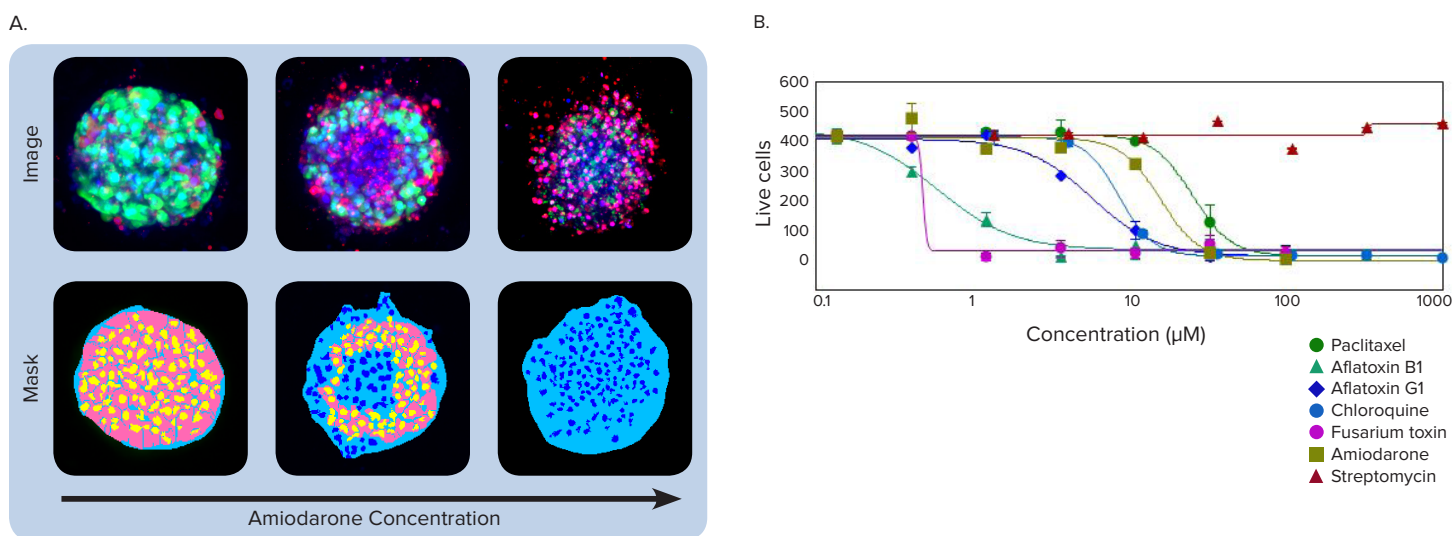 A.
Image
Mask
Amiodarone Concentration
B.
600
500
400
300
200
100
0
Live cells
0.1
1
10
100
1000
Concentration (µM)
Paclitaxel
Aflatoxin B1
Aflatoxin G1
Chloroquine
Fusarium toxin
Amiodarone
Streptomycin